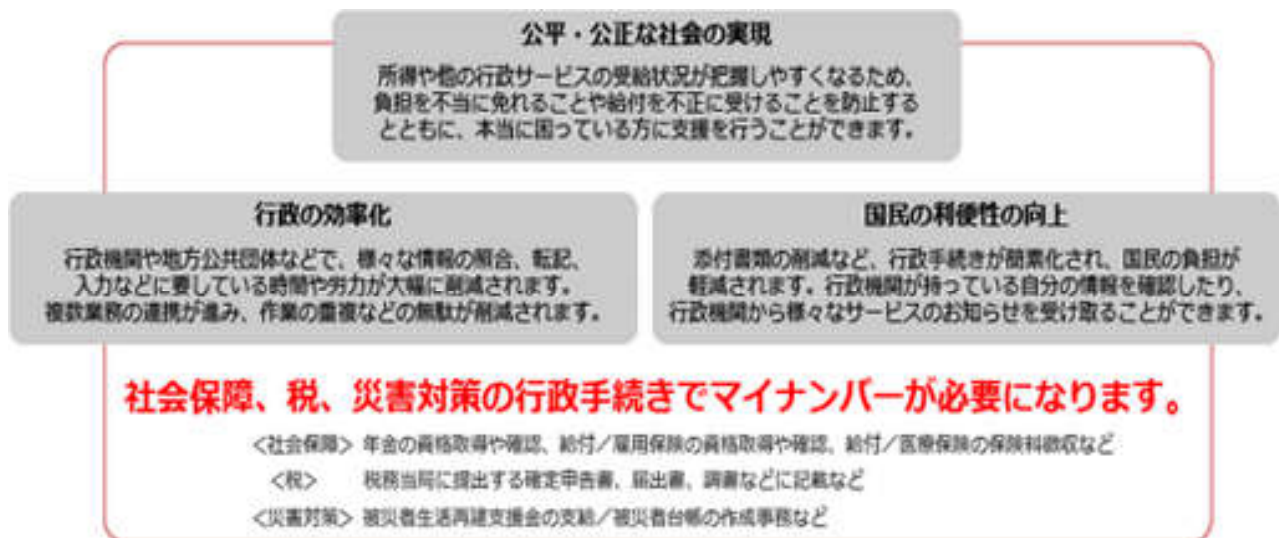 公平・公正な社会の実現
所得や他の行政サービスの受給状況が把握しやすくなるため、
負担を不当に免れることや給付を不正に受けることを防止する
とともに、本当に困っている方に支援を行うことができます。
行政の効率化
行政機関や地方公共団体などで、様々な情報の照合、転記、
入力などに要している時間や労力が大幅に削減されます。
複数業務の連携が進み、作業の重複などの無駄が削減されます。
国民の利便性の向上
添付書類の削減など、行政手続きが簡素化され、国民の負担が
軽減されます。行政機関が持っている自分の情報を確認したり、
行政機関から様々なサービスのお知らせを受け取ることができます。
社会保障、税、災害対策の行政手続きでマイナンバーが必要になります。
＜社会保障＞ 年金の資格取得や確認、給付／雇用保険の資格取得や確認、給付／医療保険の保険料徴収など
＜税＞ 税務当局に提出する確定申告書、届出書、調書などに記載など
＜災害対策＞ 被災者生活再建支援金の支給／被災者台帳の作成事務など